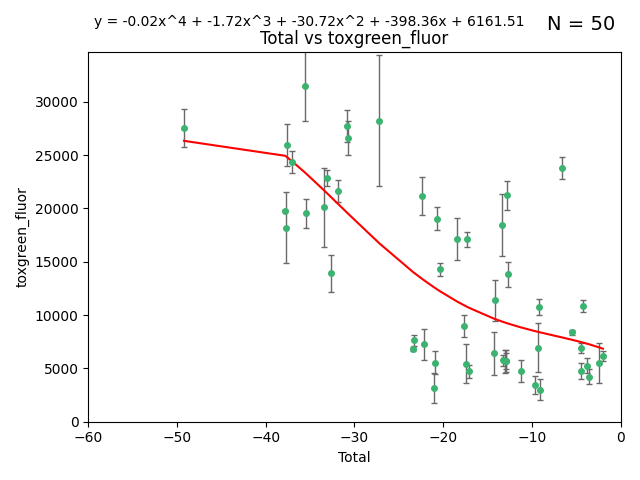 y = -0.02x^4 + -1.72x^3 + -30.72x^2 + -398.36x + 6161.51
N = 50
Total vs toxgreen_fluor
30000
25000
20000
15000
10000
5000
0
toxgreen_fluor
−60
−50
−40
−30
−20
−10
0
Total